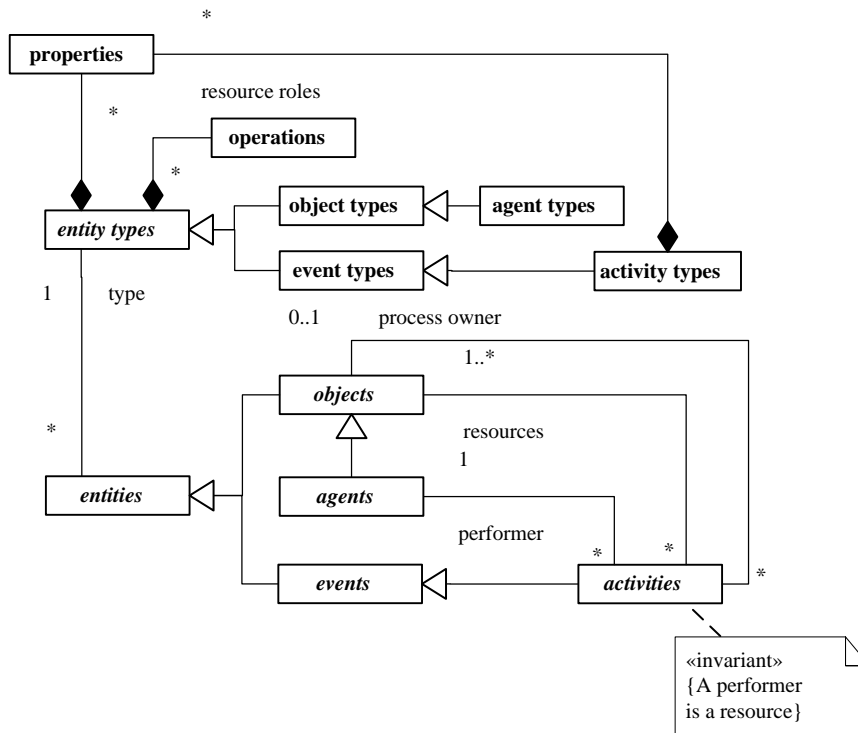 *
properties
resource roles
*
operations
*
object types
agent types
entity types
event types
activity types
1
type
0..1
process owner
1..*
objects
*
resources
1
entities
agents
performer
*
*
*
events
activities
«invariant»
{A performer
is a resource}